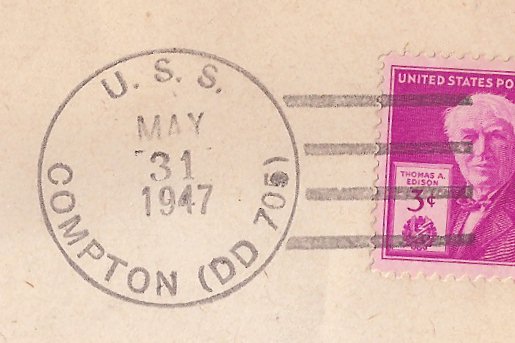 U. S. S.
MAY
31
1947
COMPTON (DD 705)
UNITED STATES PO
THOMAS A.
EDISON
3¢